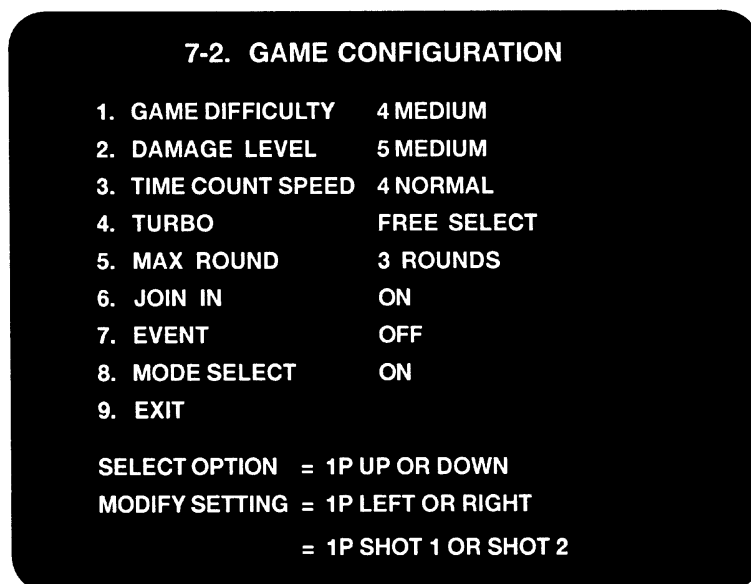 7-2. GAME CONFIGURATION
1. GAME DIFFICULTY 4 MEDIUM
2. DAMAGE LEVEL 5 MEDIUM
3. TIME COUNT SPEED 4 NORMAL
4. TURBO FREE SELECT
5. MAX ROUND 3 ROUNDS
6. JOIN IN ON
7. EVENT OFF
8. MODE SELECT ON
9. EXIT
SELECT OPTION = 1P UP OR DOWN
MODIFY SETTING = 1P LEFT OR RIGHT
= 1P SHOT 1 OR SHOT 2